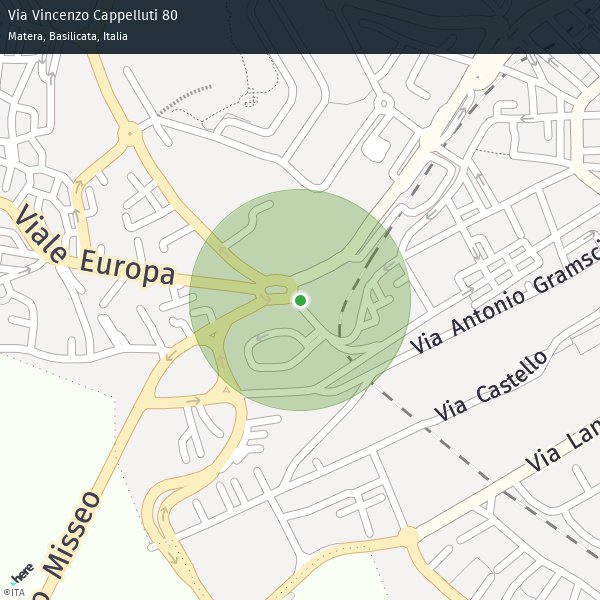 Via Vincenzo Cappelluti 80
Matera, Basilicata, Italia
Viale Europa
Via Antonio Gramsci
Via Castello
Via Lan
o Misseo
here
©ITA